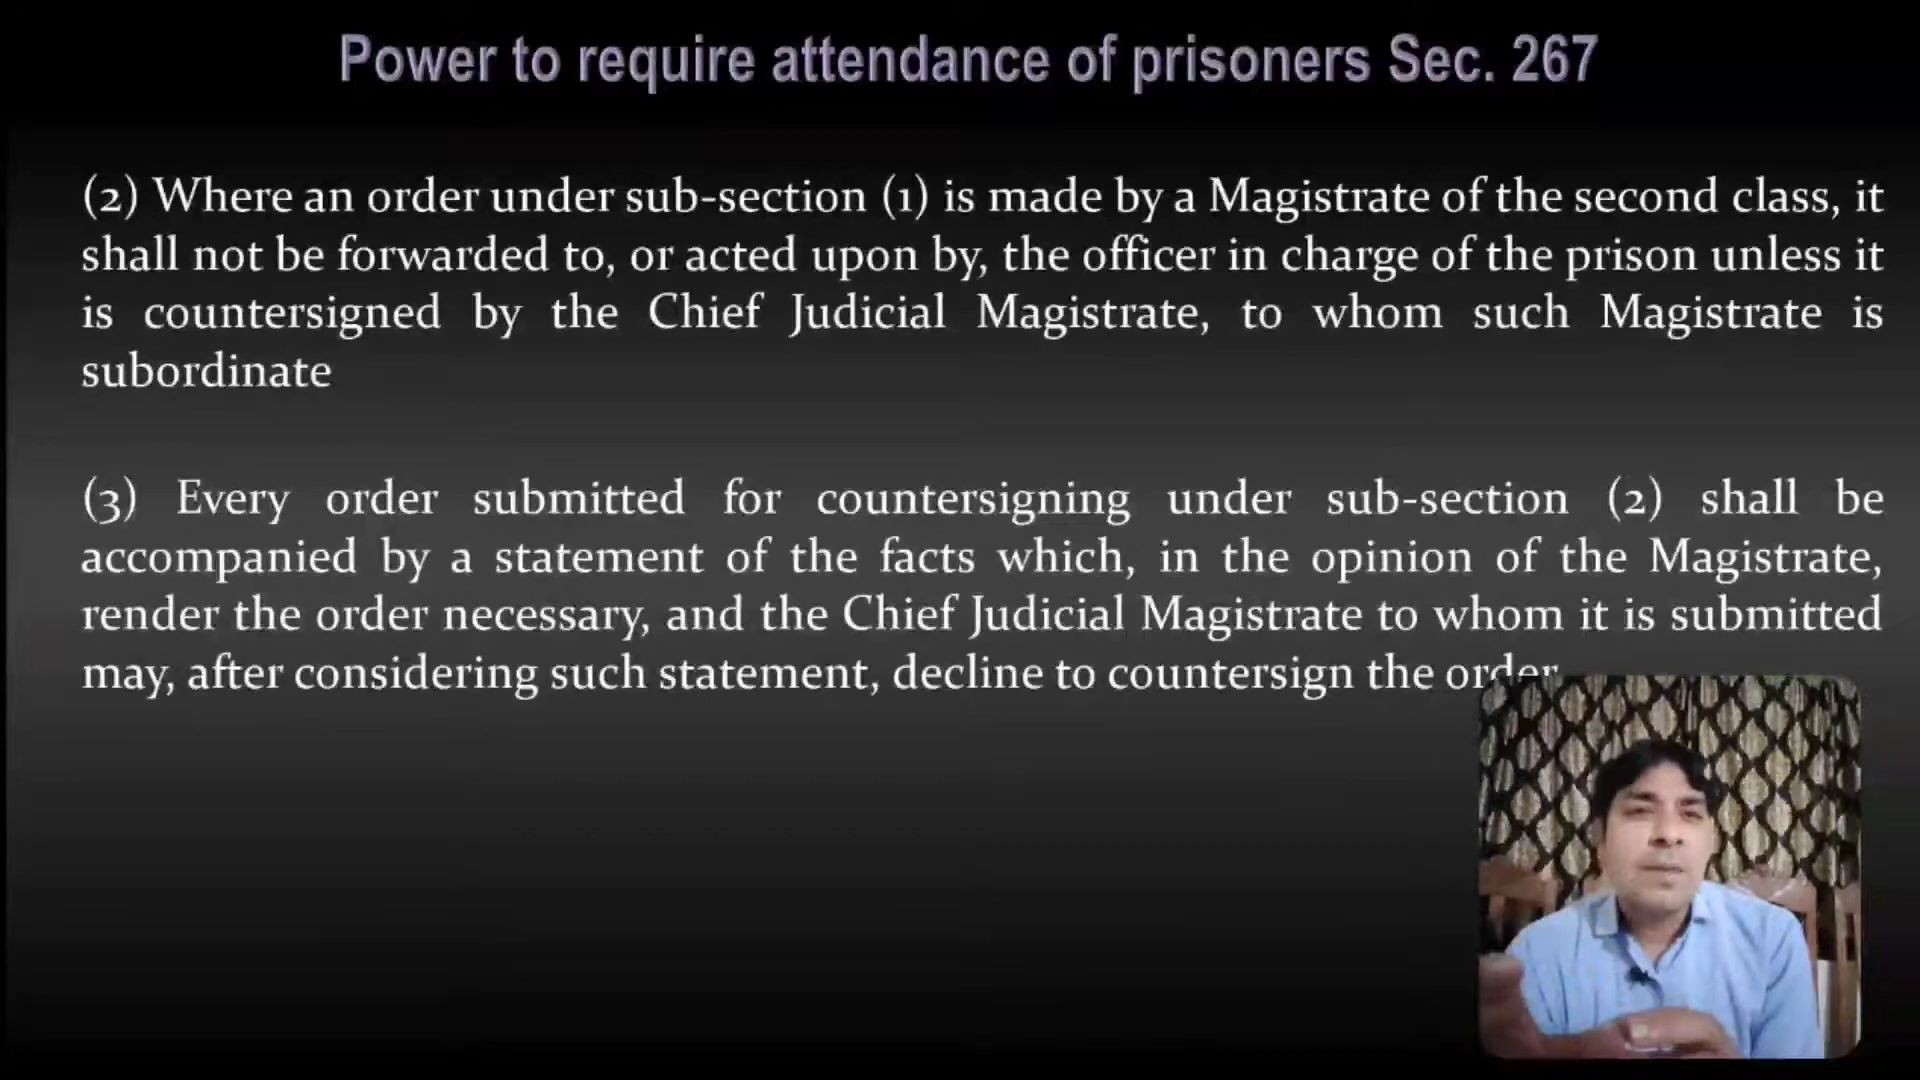 Power to require attendance of prisoners Sec. 267
(2) Where an order under sub-section (1) is made by a Magistrate of the second class, it
shall not be forwarded to, or acted upon by, the officer in charge of the prison unless it
is countersigned by the Chief Judicial Magistrate, to whom such Magistrate is
subordinate
(3) Every order submitted for countersigning under sub-section (2) shall be
accompanied by a statement of the facts which, in the opinion of the Magistrate,
render the order necessary, and the Chief Judicial Magistrate to whom it is submitted
may, after considering such statement, decline to countersign the order